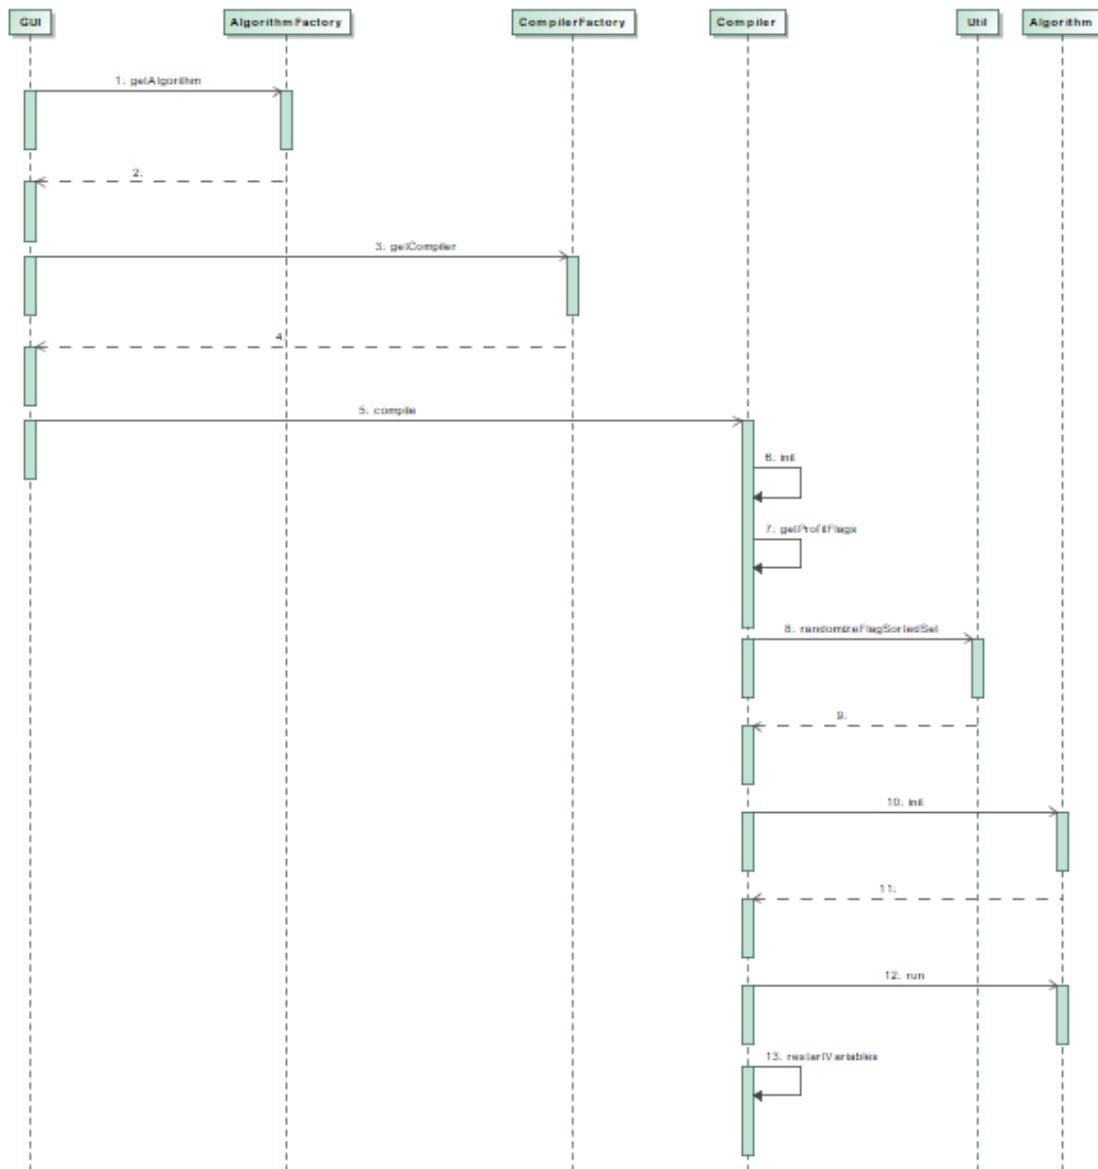 GUI AlgorithmFactory CompilerFactory Compiler Util Algorithm
1: getAlgorithm
2:
3: getCompiler
4:
5: compile
6: init
7: getProfitFlags
8: randomizeFlagSortedSet
9:
10: init
11:
12: run
13: restartVariables